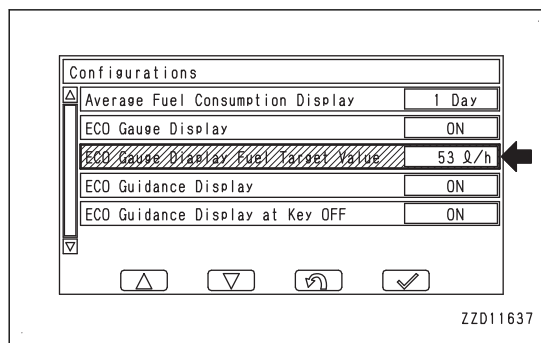 Configurations
Average Fuel Consumption Display 1 Day
ECO Gauge Display ON
ECO Gauge Display Fuel Target Value 53 ℓ/h
ECO Guidance Display ON
ECO Guidance Display at Key OFF ON
ZZD11637